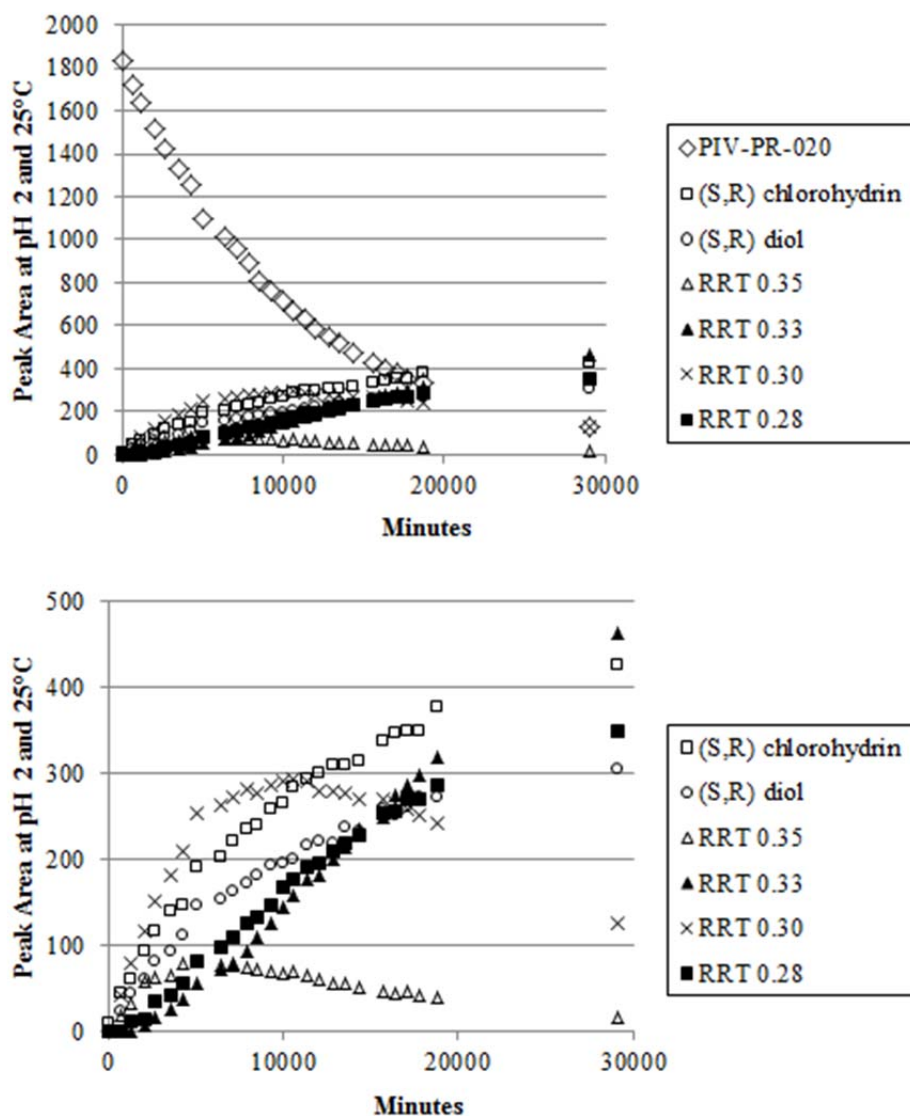 Peak Area at pH 2 and 25°C
2000
1800
1600
1400
1200
1000
800
600
400
200
0
0 10000 20000 30000
Minutes
PIV-PR-020
(S,R) chlorohydrin
(S,R) diol
RRT 0.35
RRT 0.33
RRT 0.30
RRT 0.28
Peak Area at pH 2 and 25°C
500
400
300
200
100
0
0 10000 20000 30000
Minutes
(S,R) chlorohydrin
(S,R) diol
RRT 0.35
RRT 0.33
RRT 0.30
RRT 0.28